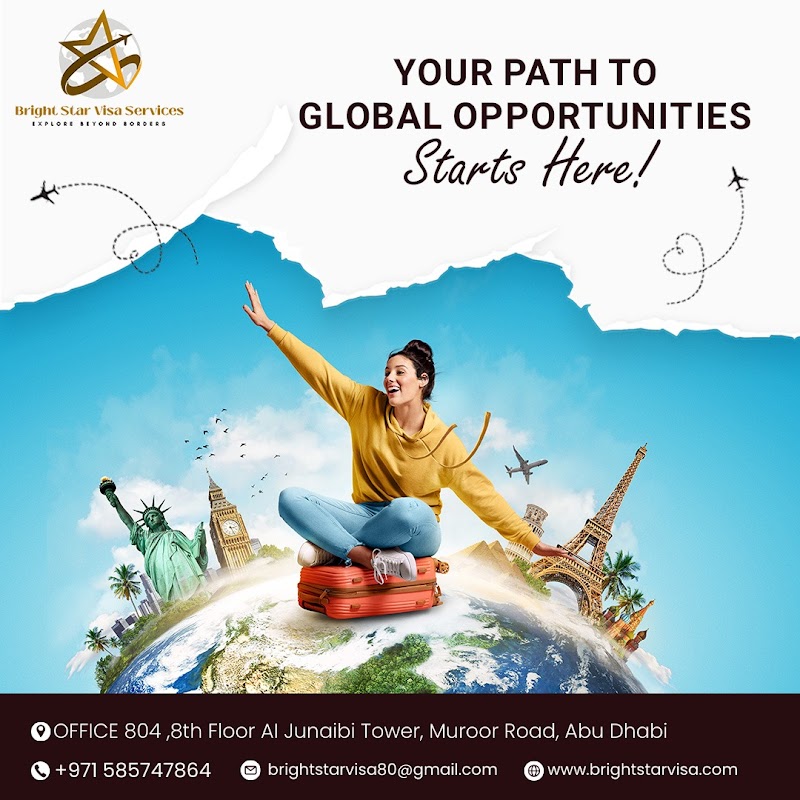 Bright Star Visa Services
EXPLORE BEYOND BORDERS
YOUR PATH TO
GLOBAL OPPORTUNITIES
Starts Here!
OFFICE 804 ,8th Floor Al Junaibi Tower, Muroor Road, Abu Dhabi
+971 585747864 brightstarvisa80@gmail.com www.brightstarvisa.com